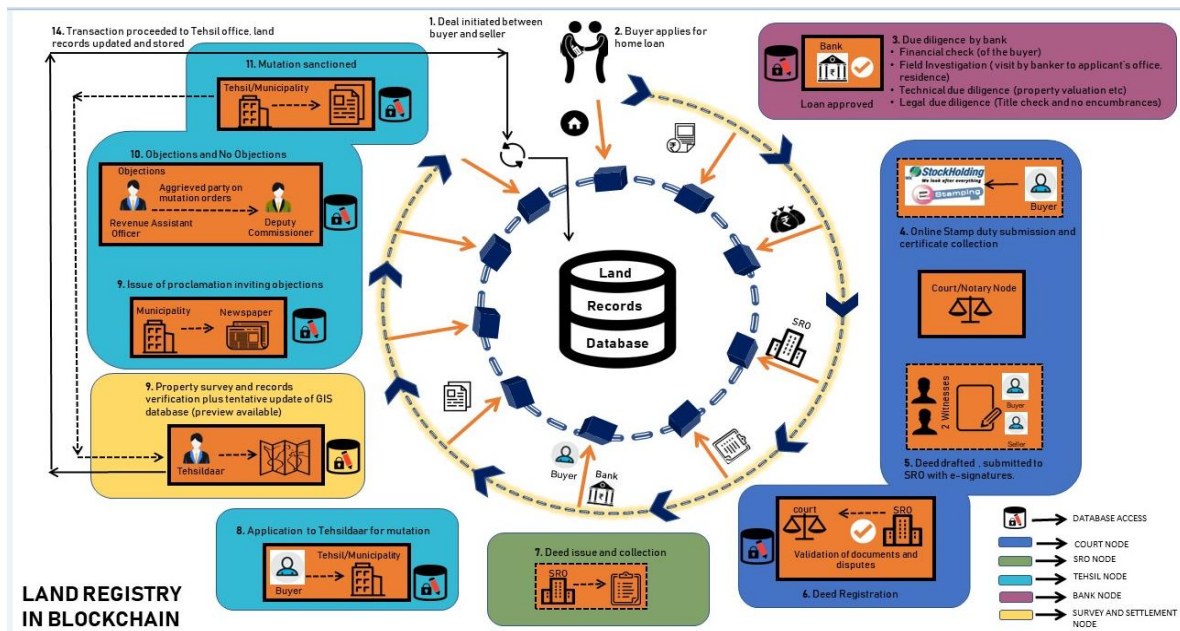 14. Transaction proceeded to Tehsil office, land
records updated and stored
1. Deal initiated between
buyer and seller
2. Buyer applies for
home loan
Bank
Loan approved
3. Due diligence by bank
• Financial check (of the buyer)
• Field Investigation ( visit by banker to applicant's office,
residence)
• Technical due diligence (property valuation etc)
• Legal due diligence (Title check and no encumbrances)
StockHolding
We look after everything
Stamping
Buyer
4. Online Stamp duty submission and
certificate collection
Court/Notary Node
2 Witnesses
Buyer
Seller
5. Deed drafted , submitted to
SRO with e-signatures.
court
SRO
Validation of documents and
disputes
6. Deed Registration
7. Deed issue and collection
SRO
8. Application to Tehsildaar for mutation
Buyer
Tehsil/Municipality
9. Property survey and records
verification plus tentative update of GIS
database (preview available)
Tehsildaar
9. Issue of proclamation inviting objections
Municipality
Newspaper
10. Objections and No Objections
Objections
Aggrieved party on
mutation orders
Revenue Assistant
Officer
Deputy
Commissioner
11. Mutation sanctioned
Tehsil/Municipality
Land
Records
Database
SRO
Buyer
Bank
DATABASE ACCESS
COURT NODE
SRO NODE
TEHSIL NODE
BANK NODE
SURVEY AND SETTLEMENT
NODE
LAND REGISTRY
IN BLOCKCHAIN